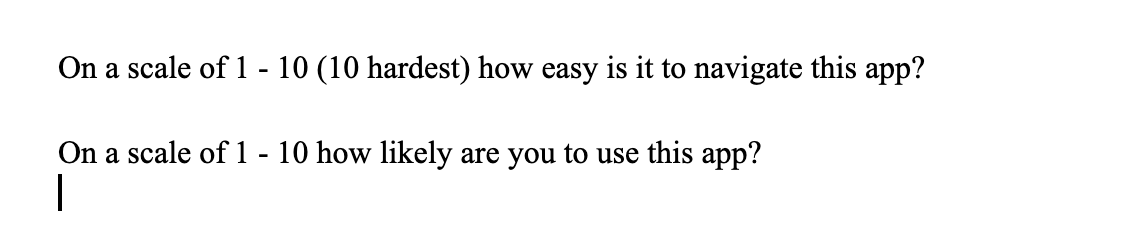 On a scale of 1 - 10 (10 hardest) how easy is it to navigate this app?
On a scale of 1 - 10 how likely are you to use this app?